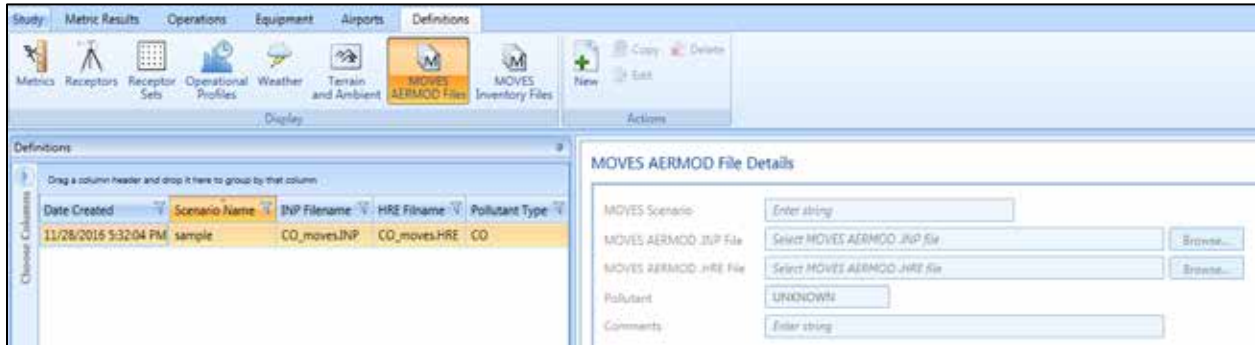 Study Metric Results Operations Equipment Airports Definitions
Metrics Receptors Receptor Sets Operational Profiles Weather Terrain and Ambient MOVES AERMOD Files MOVES Inventory Files New Copy Delete
Edit
Display Actions
Definitions
Drag a column header and drop it here to group by that column
Choose Columns
Date Created Scenario Name INP Filename HRE Filname Pollutant Type
11/28/2016 5:32:04 PM sample CO_moves.INP CO_moves.HRE CO
MOVES AERMOD File Details
MOVES Scenario Enter string
MOVES AERMOD .INP File Select MOVES AERMOD .INP file Browse...
MOVES AERMOD .HRE File Select MOVES AERMOD .HRE file Browse...
Pollutant UNKNOWN
Comments Enter string